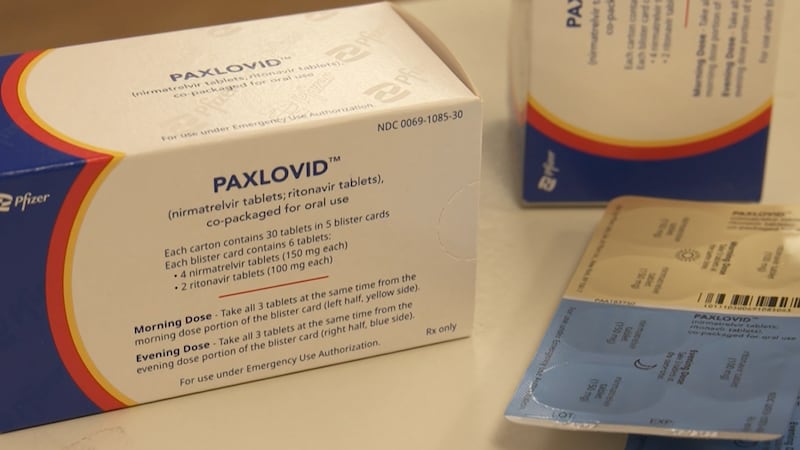 PAXLOVID™
(nirmatrelvir tablets; ritonavir tablets),
co-packaged for oral use
For use under Emergency Use Authorization.
Pfizer
NDC 0069-1085-30
PAXLOVID™
(nirmatrelvir tablets; ritonavir tablets),
co-packaged for oral use
Each carton contains 30 tablets in 5 blister cards
Each blister card contains 6 tablets:
• 4 nirmatrelvir tablets (150 mg each)
• 2 ritonavir tablets (100 mg each)
Morning Dose - Take all 3 tablets at the same time from the
morning dose portion of the blister card (left half, yellow side).
Evening Dose - Take all 3 tablets at the same time from the
evening dose portion of the blister card (right half, blue side).
For use under Emergency Use Authorization.
Rx only
Pfizer
PAXLOVID
PAXLOVID™
(nirmatrelvir tablets;
ritonavir tablets),
co-packaged for oral use
Morning Dose
Evening Dose
LOT
EXP